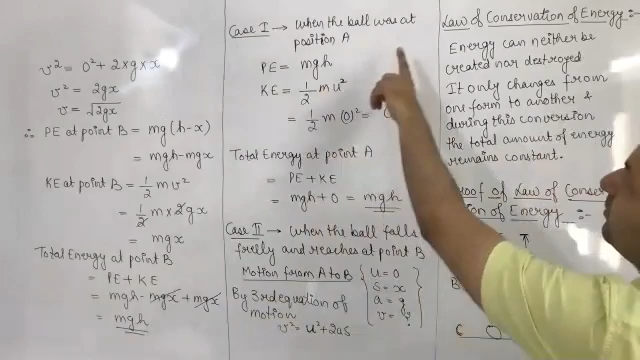 v² = 0² + 2×g×x
v² = 2gx
v = √2gx
∴ PE at point B = mg(h-x)
= mgh-mgx
KE at point B = 1/2 mv²
= 1/2 m×2gx
= mgx
Total Energy at point B
= PE + KE
= mgh - mgx + mgx
= mgh
Case I → When the ball was at
position A
PE = mgh
KE = 1/2 mu²
= 1/2 m (0)² =
Total Energy at point A
= PE + KE
= mgh + 0 = mgh
Case II → When the ball falls
freely and reaches at point B
Motion from A to B
u = 0
s = x
a = g
v = ?
By 3rd equation of
motion
v² = u² + 2as
Law of Conservation of Energy :-
Energy can neither be
created nor destroyed
It only changes from
one form to another &
during this conversion
the total amount of energy
remains constant.
Proof of Law of Conser-
vation of Energy :-
B
C